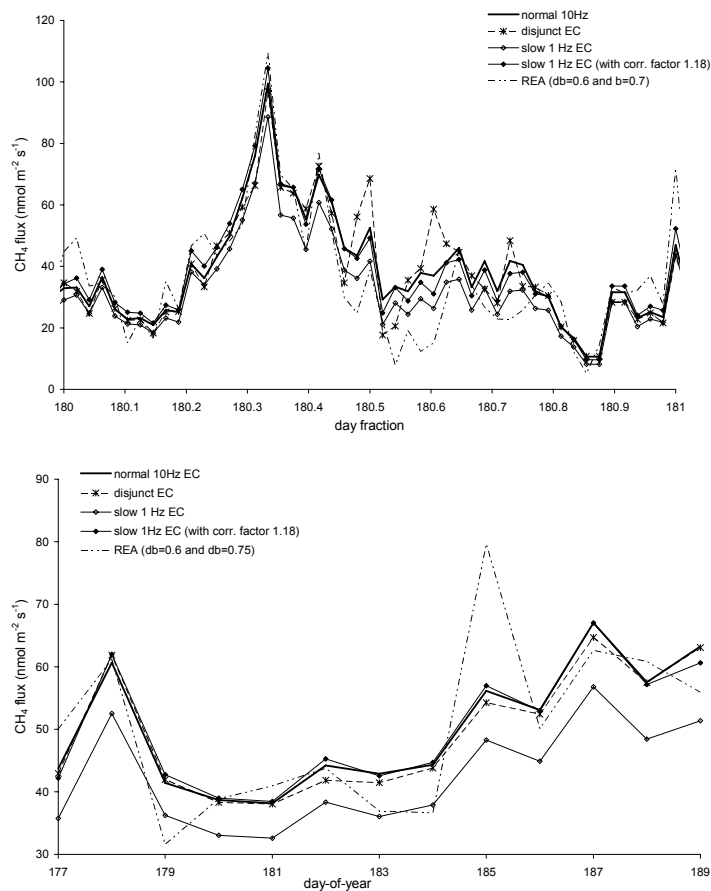 normal 10Hz
disjunct EC
slow 1 Hz EC
slow 1 Hz EC (with corr. factor 1.18)
REA (db=0.6 and b=0.7)
120
100
80
60
40
20
0
CH4 flux (nmol m⁻² s⁻¹)
180 180.1 180.2 180.3 180.4 180.5 180.6 180.7 180.8 180.9 181
day fraction
normal 10Hz EC
disjunct EC
slow 1 Hz EC
slow 1Hz EC (with corr. factor 1.18)
REA (db=0.6 and db=0.75)
90
80
70
60
50
40
30
CH4 flux (nmol m⁻² s⁻¹)
177 179 181 183 185 187 189
day-of-year